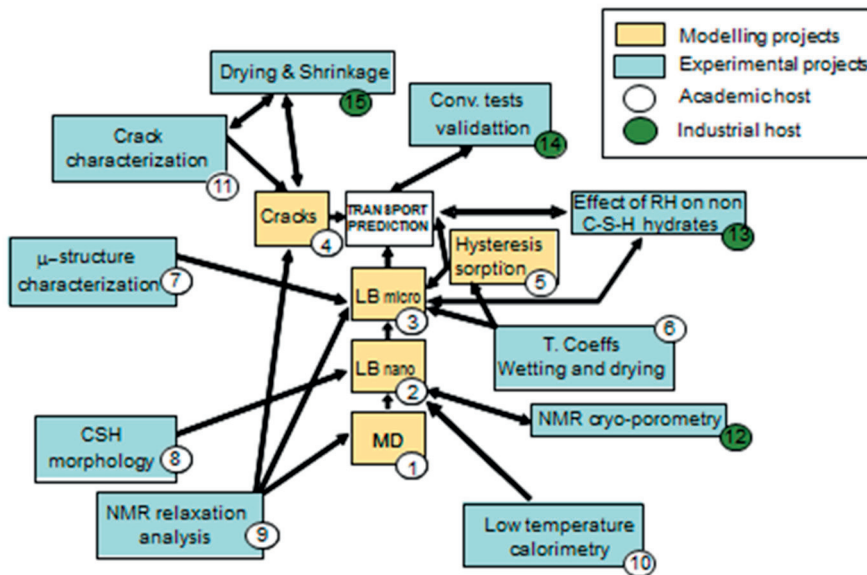 Modelling projects
Experimental projects
Academic host
Industrial host
Drying & Shrinkage
15
Conv. tests
validattion
14
Crack
characterization
11
Cracks
4
TRANSPORT
PREDICTION
Effect of RH on non
C-S-H hydrates
13
Hysteresis
sorption
5
μ-structure
characterization
7
LB micro
3
6
T. Coeffs
Wetting and drying
LB nano
2
NMR cryo-porometry
12
CSH
morphology
8
MD
1
NMR relaxation
analysis
9
Low temperature
calorimetry
10